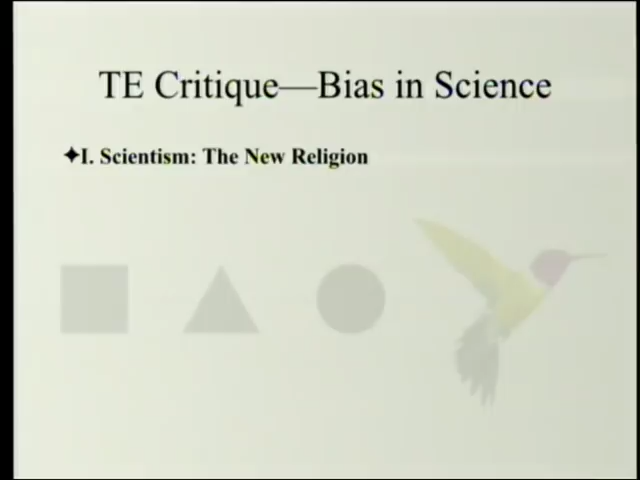 TE Critique—Bias in Science
✦I. Scientism: The New Religion